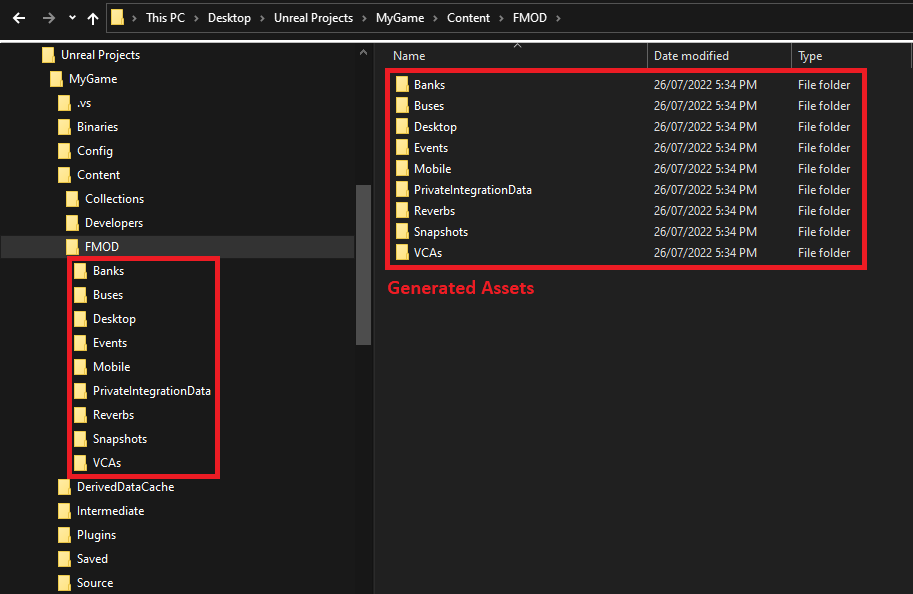 This PC > Desktop > Unreal Projects > MyGame > Content > FMOD >
Unreal Projects
MyGame
.vs
Binaries
Config
Content
Collections
Developers
FMOD
Banks
Buses
Desktop
Events
Mobile
PrivateIntegrationData
Reverbs
Snapshots
VCAs
DerivedDataCache
Intermediate
Plugins
Saved
Source
Name Date modified Type
Banks 26/07/2022 5:34 PM File folder
Buses 26/07/2022 5:34 PM File folder
Desktop 26/07/2022 5:34 PM File folder
Events 26/07/2022 5:34 PM File folder
Mobile 26/07/2022 5:34 PM File folder
PrivateIntegrationData 26/07/2022 5:34 PM File folder
Reverbs 26/07/2022 5:34 PM File folder
Snapshots 26/07/2022 5:34 PM File folder
VCAs 26/07/2022 5:34 PM File folder
Generated Assets